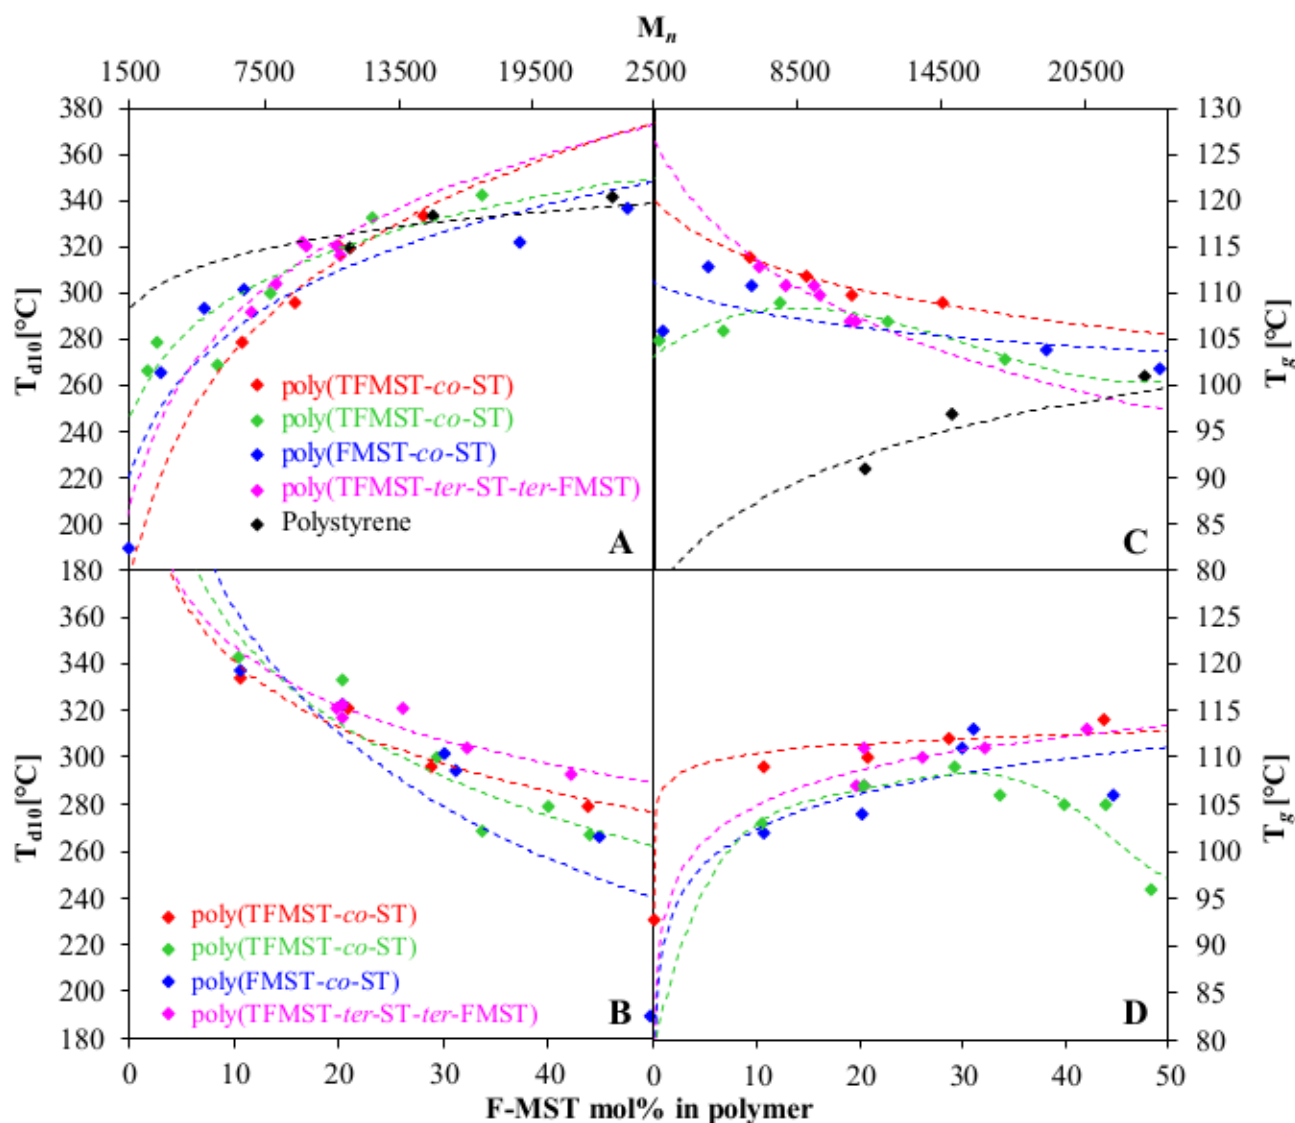 Mn
1500 7500 13500 19500 2500 8500 14500 20500
380 130
360 125
340 120
320 115
300 110
280 105
260 100
240 95
220 90
200 85
180 80
Td10[°C]
Tg[°C]
poly(TFMST-co-ST)
poly(TFMST-co-ST)
poly(FMST-co-ST)
poly(TFMST-ter-ST-ter-FMST)
Polystyrene
A C
360 125
340 120
320 115
300 110
280 105
260 100
240 95
220 90
200 85
180 80
Td10[°C]
Tg[°C]
poly(TFMST-co-ST)
poly(TFMST-co-ST)
poly(FMST-co-ST)
poly(TFMST-ter-ST-ter-FMST)
B D
0 10 20 30 40 0 10 20 30 40 50
F-MST mol% in polymer